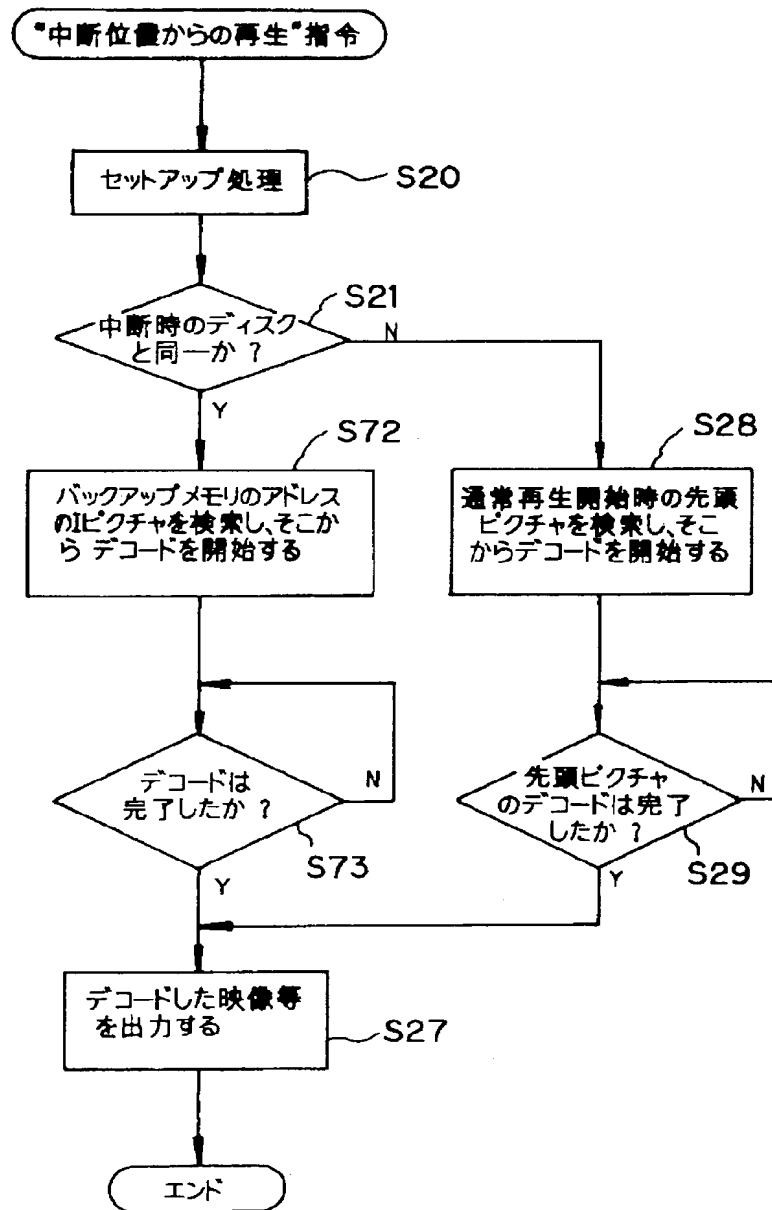 "中断位置からの再生"指令
セットアップ処理
S20
S21
中断時のディスク
と同一か?
N
Y
S72
バックアップメモリのアドレス
のIピクチャを検索し、そこか
ら デコードを開始する
S28
通常再生開始時の先頭
ピクチャを検索し、そこ
からデコードを開始する
デコードは
完了したか?
N
S73
Y
先頭ピクチャ
のデコードは完了
したか?
N
S29
Y
デコードした映像等
を出力する
S27
エンド